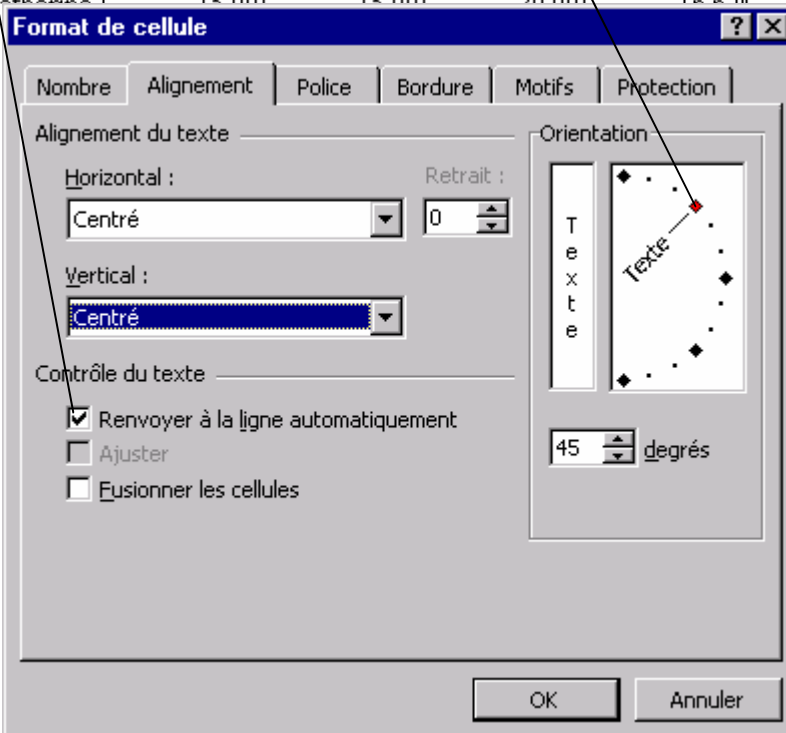 Format de cellule
Nombre Alignement Police Bordure Motifs Protection
Alignement du texte
Horizontal : Retrait :
Centré 0
Vertical :
Centré
Contrôle du texte
Renvoyer à la ligne automatiquement
Ajuster
Fusionner les cellules
Orientation
Texte
Texte
45 degrés
OK Annuler